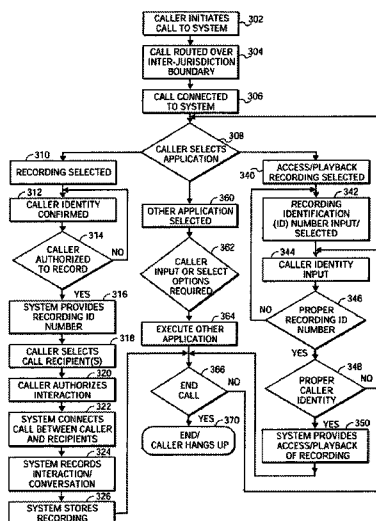 CALLER INITIATES
CALL TO SYSTEM
302
CALL ROUTED OVER
INTER-JURISDICTION
BOUNDARY
304
CALL CONNECTED
TO SYSTEM
306
CALLER SELECTS
APPLICATION
308
310
RECORDING SELECTED
312
CALLER IDENTITY
CONFIRMED
314
CALLER
AUTHORIZED
TO RECORD
NO
YES
316
SYSTEM PROVIDES
RECORDING ID
NUMBER
318
CALLER SELECTS
CALL RECIPIENT(S)
320
CALLER AUTHORIZES
INTERACTION
322
SYSTEM CONNECTS
CALL BETWEEN CALLER
AND RECIPIENTS
324
SYSTEM RECORDS
INTERACTION/
CONVERSATION
326
SYSTEM STORES
RECORDING
360
OTHER APPLICATION
SELECTED
362
CALLER
INPUT OR SELECT
OPTIONS
REQUIRED
364
EXECUTE OTHER
APPLICATION
366
END
CALL
NO
YES
370
END/
CALLER HANGS UP
340
ACCESS/PLAYBACK
RECORDING SELECTED
342
RECORDING
IDENTIFICATION
(ID) NUMBER INPUT/
SELECTED
344
CALLER IDENTITY
INPUT
346
NO
PROPER
RECORDING ID
NUMBER
YES
348
PROPER
CALLER
IDENTITY
NO
YES
350
SYSTEM PROVIDES
ACCESS/PLAYBACK
OF RECORDING